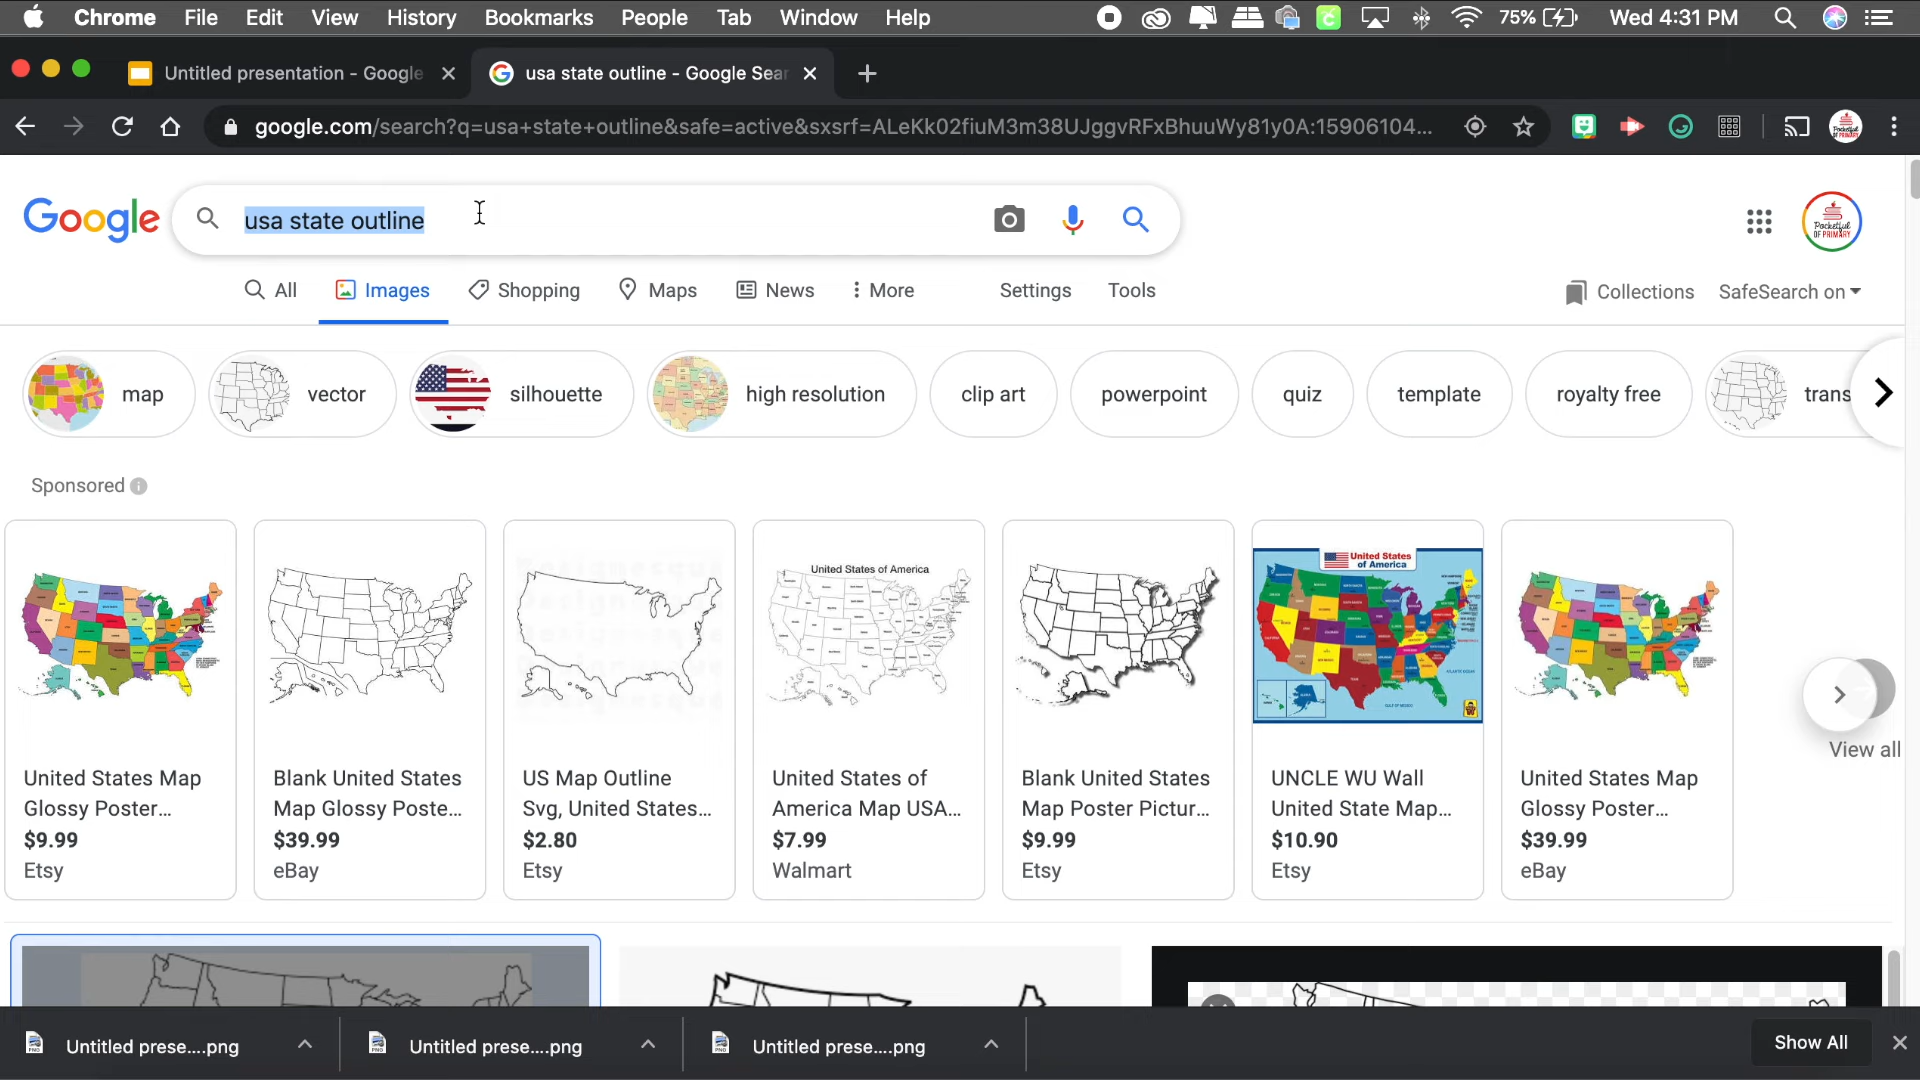 Chrome File Edit View History Bookmarks People Tab Window Help 75% Wed 4:31 PM
Untitled presentation - Google usa state outline - Google Sear
google.com/search?q=usa+state+outline&safe=active&sxsrf=ALeKk02fiuM3m38UJggvRFxBhuuWy81y0A:15906104...
Google usa state outline Pocketful OF PRIMARY
All Images Shopping Maps News More Settings Tools Collections SafeSearch on
map vector silhouette high resolution clip art powerpoint quiz template royalty free trans
Sponsored
United States of America
United States
of America
View all
United States Map
Glossy Poster...
$9.99
Etsy
Blank United States
Map Glossy Poste...
$39.99
eBay
US Map Outline
Svg, United States...
$2.80
Etsy
United States of
America Map USA...
$7.99
Walmart
Blank United States
Map Poster Pictur...
$9.99
Etsy
UNCLE WU Wall
United State Map...
$10.90
Etsy
United States Map
Glossy Poster...
$39.99
eBay
Untitled prese....png Untitled prese....png Untitled prese....png Show All